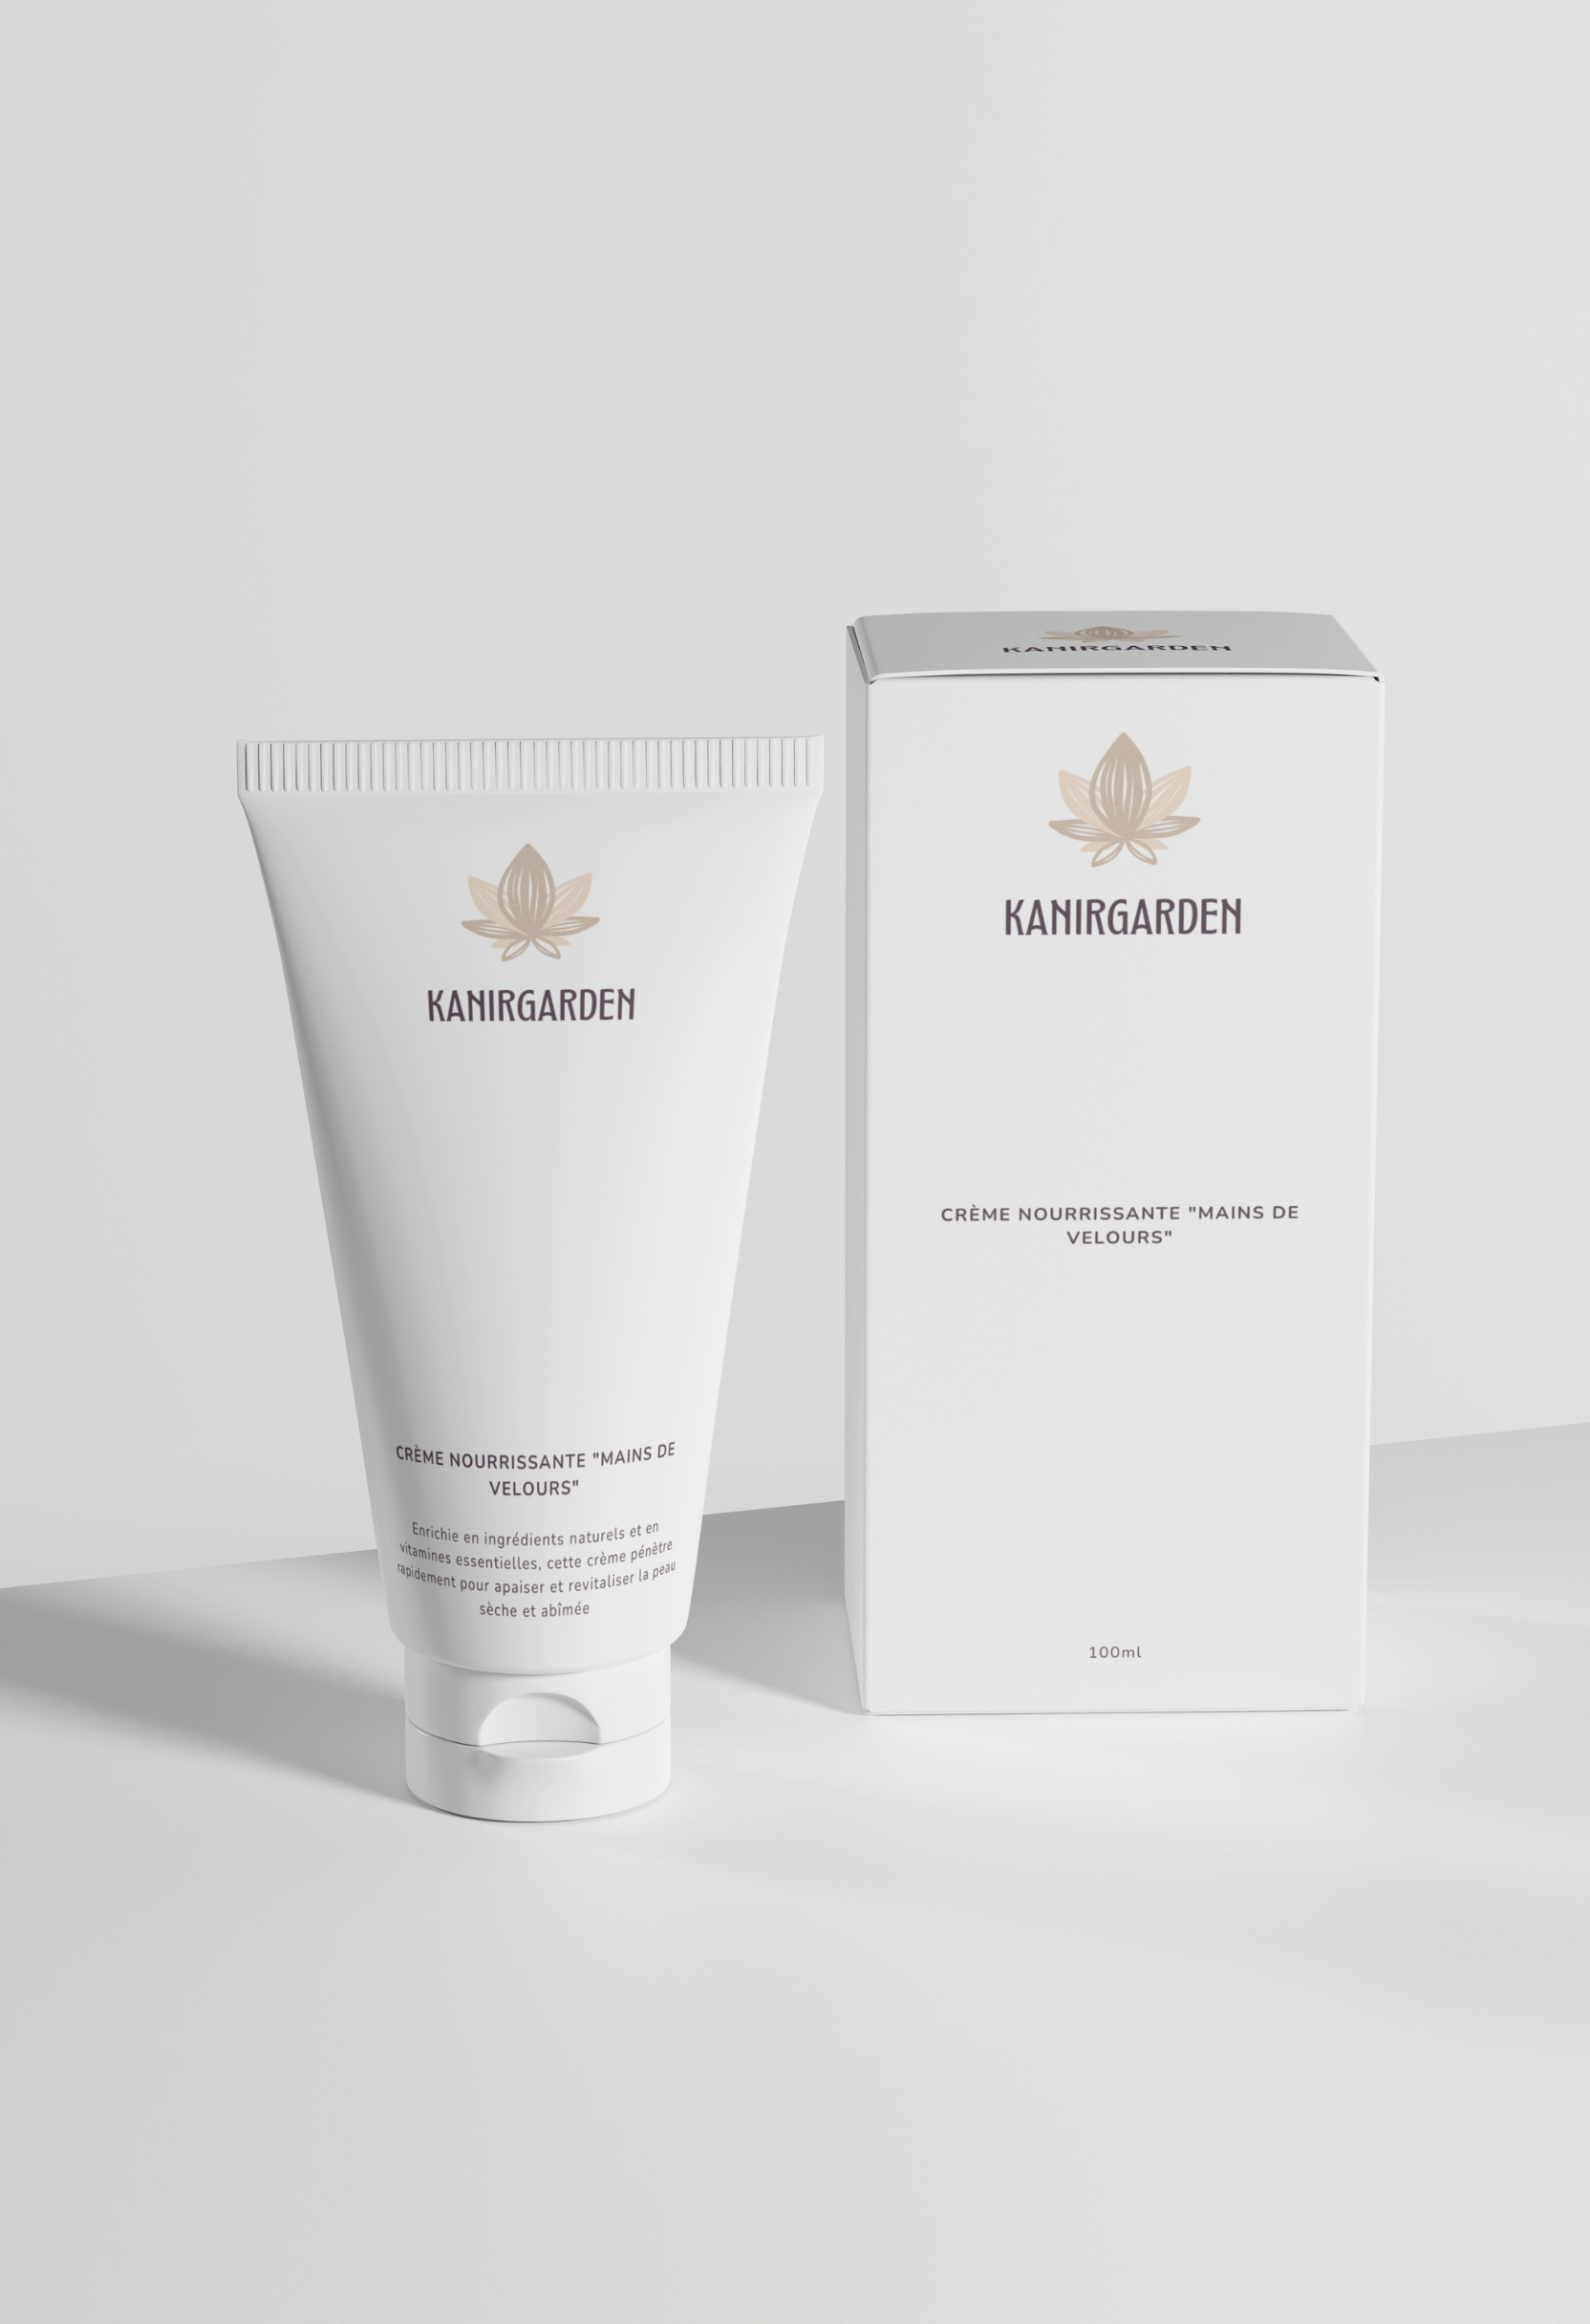 KANIRGARDEN
KANIRGARDEN
CRÈME NOURRISSANTE "MAINS DE
VELOURS"
100ml
KANIRGARDEN
CRÈME NOURRISSANTE "MAINS DE
VELOURS"
Enrichie en ingrédients naturels et en
vitamines essentielles, cette crème pénètre
rapidement pour apaiser et revitaliser la peau
sèche et abîmée